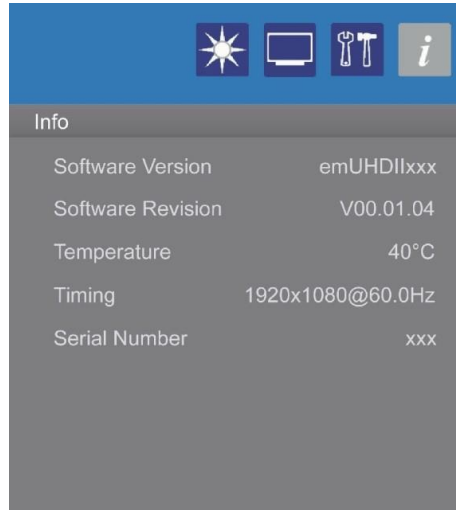 i
Info
Software Version emUHDIIxxx
Software Revision V00.01.04
Temperature 40°C
Timing 1920x1080@60.0Hz
Serial Number xxx